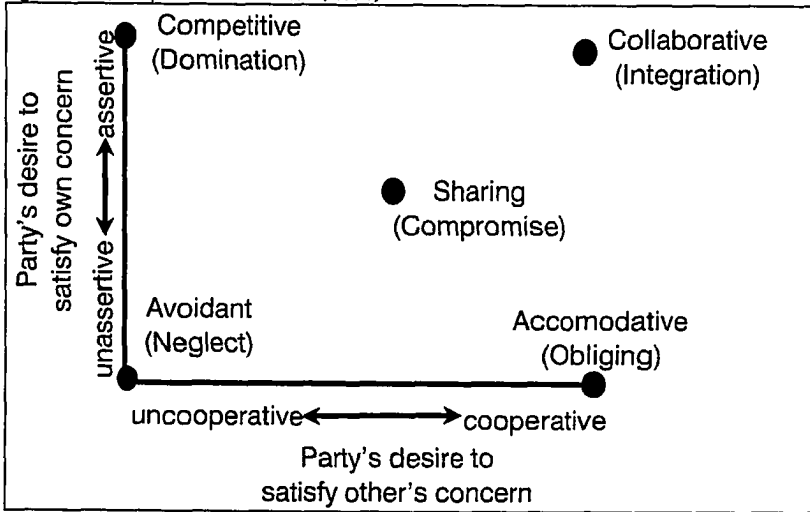 Competitive
(Domination)
Collaborative
(Integration)
Sharing
(Compromise)
Avoidant
(Neglect)
Accomodative
(Obliging)
Party's desire to
satisfy own concern
unassertive
assertive
uncooperative
cooperative
Party's desire to
satisfy other's concern